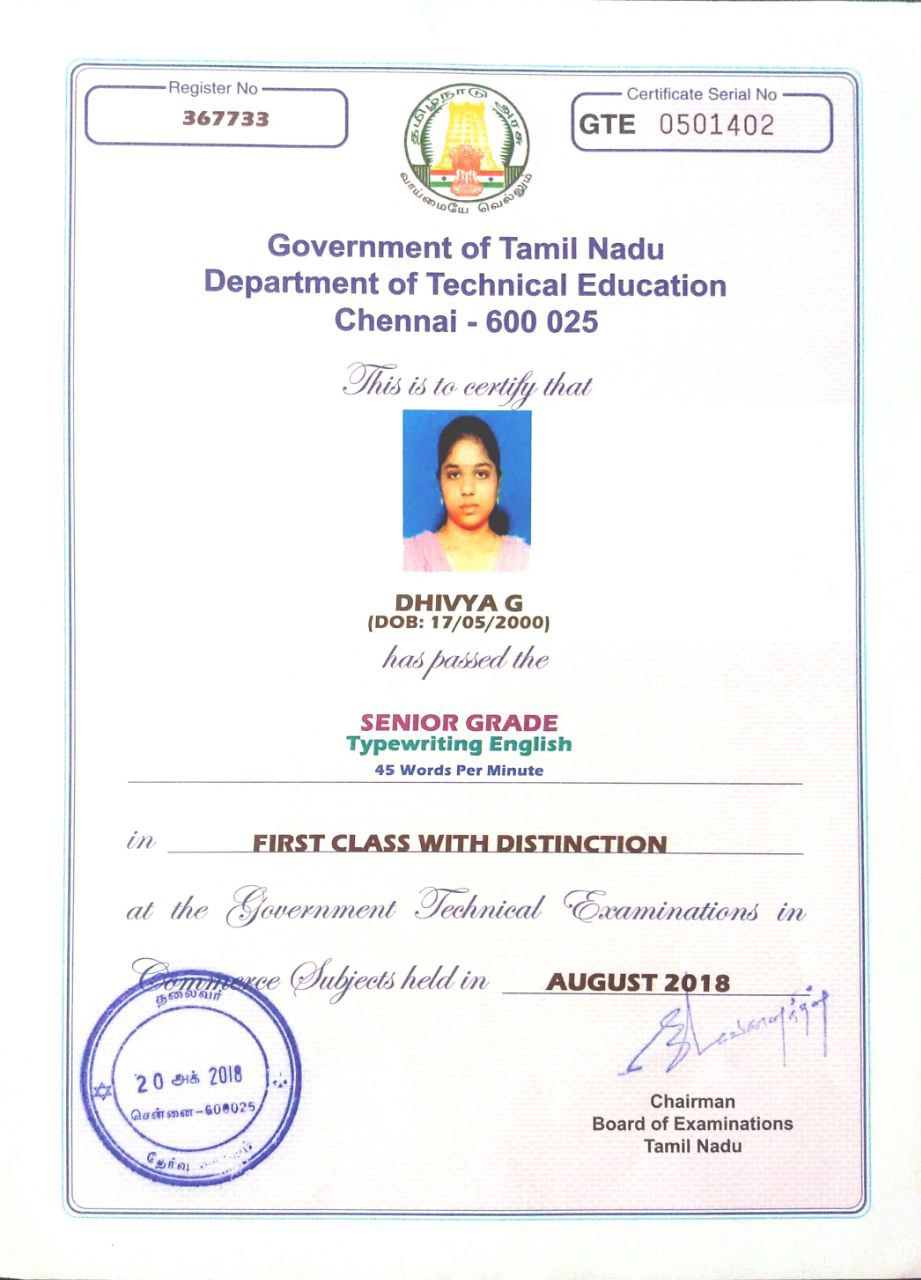 Register No
367733
தமிழ்நாடு அரசு
வாய்மையே வெல்லும்
Certificate Serial No
GTE 0501402
Government of Tamil Nadu
Department of Technical Education
Chennai - 600 025
This is to certify that
DHIVYA G
(DOB: 17/05/2000)
has passed the
SENIOR GRADE
Typewriting English
45 Words Per Minute
in FIRST CLASS WITH DISTINCTION
at the Government Technical Examinations in
Commerce Subjects held in AUGUST 2018
தலைவர்
20 அக் 2018
சென்னை-600025
தேர்வு
Chairman
Board of Examinations
Tamil Nadu